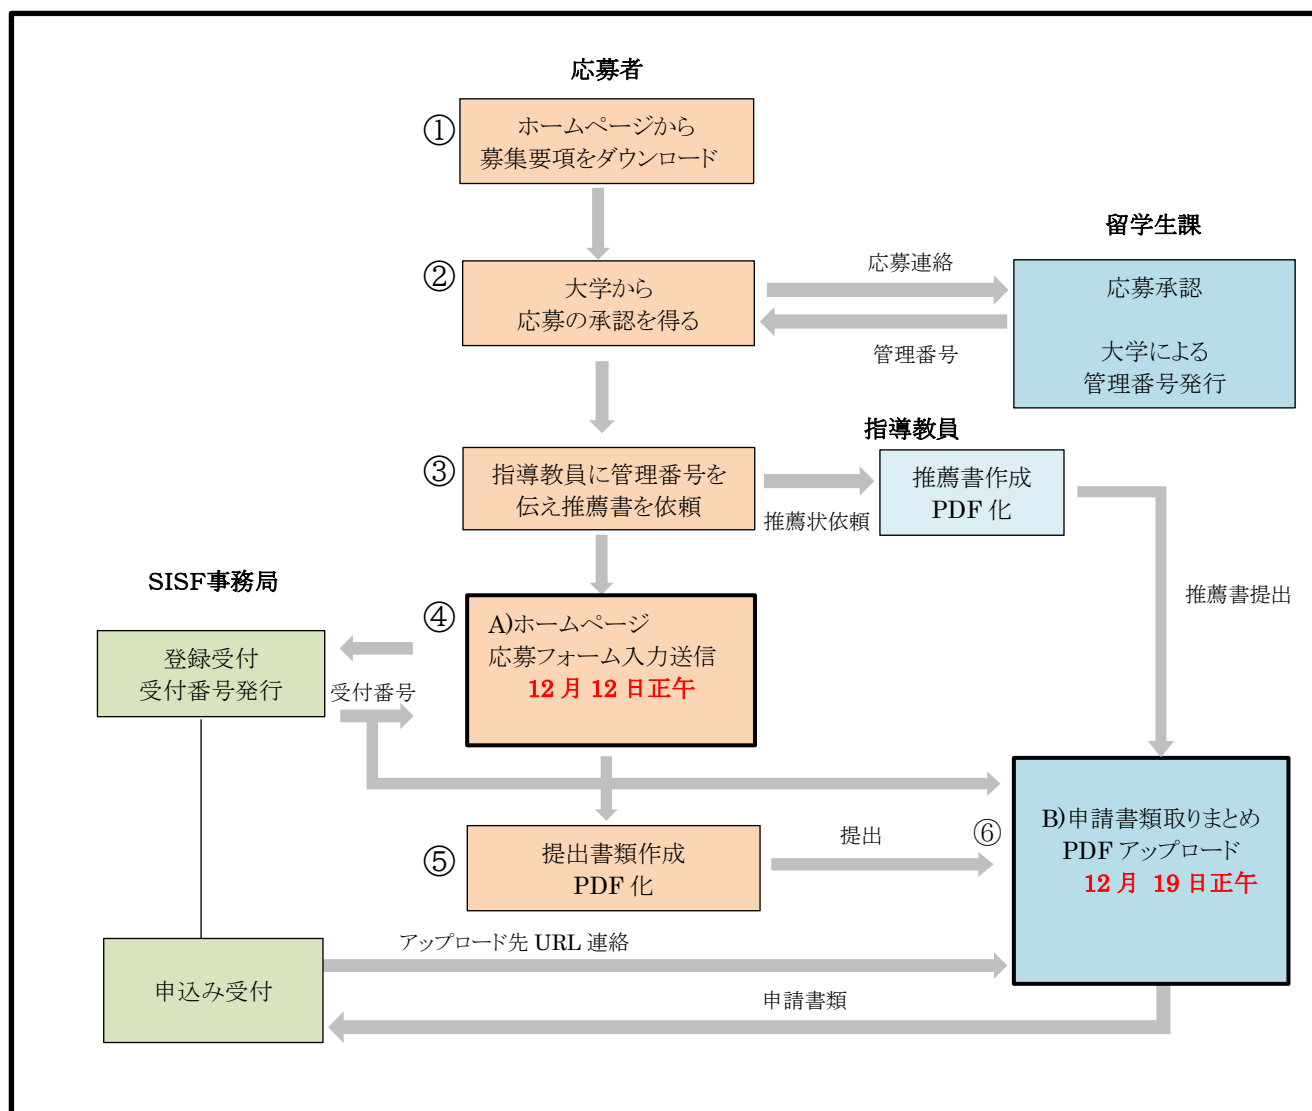 応募者
①
ホームページから
募集要項をダウンロード
留学生課
②
大学から
応募の承認を得る
応募連絡
管理番号
応募承認
大学による
管理番号発行
指導教員
③
指導教員に管理番号を
伝え推薦書を依頼
推薦状依頼
推薦書作成
PDF 化
推薦書提出
SISF事務局
④
A)ホームページ
応募フォーム入力送信
12 月 12 日正午
登録受付
受付番号発行
受付番号
⑤
提出書類作成
PDF 化
提出
⑥
B)申請書類取りまとめ
PDF アップロード
12 月 19 日正午
アップロード先 URL 連絡
申込み受付
申請書類